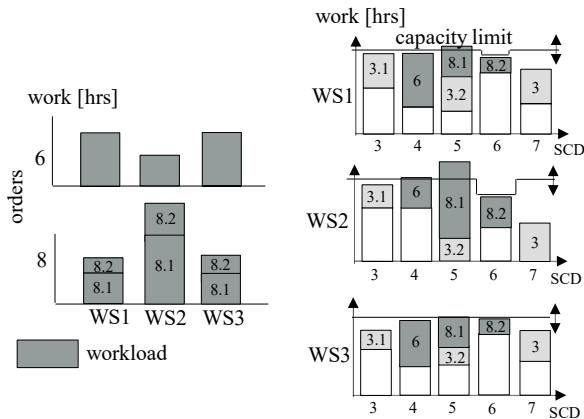 work [hrs]
capacity limit
3.1
6
8.1
3.2
8.2
3
WS1
3 4 5 6 7 SCD
work [hrs]
6
orders
8
8.2
8.1
8.2
8.1
8.2
8.1
WS1 WS2 WS3
workload
3.1
6
8.1
3.2
8.2
3
WS2
3 4 5 6 7 SCD
3.1
6
8.1
3.2
8.2
3
WS3
3 4 5 6 7 SCD